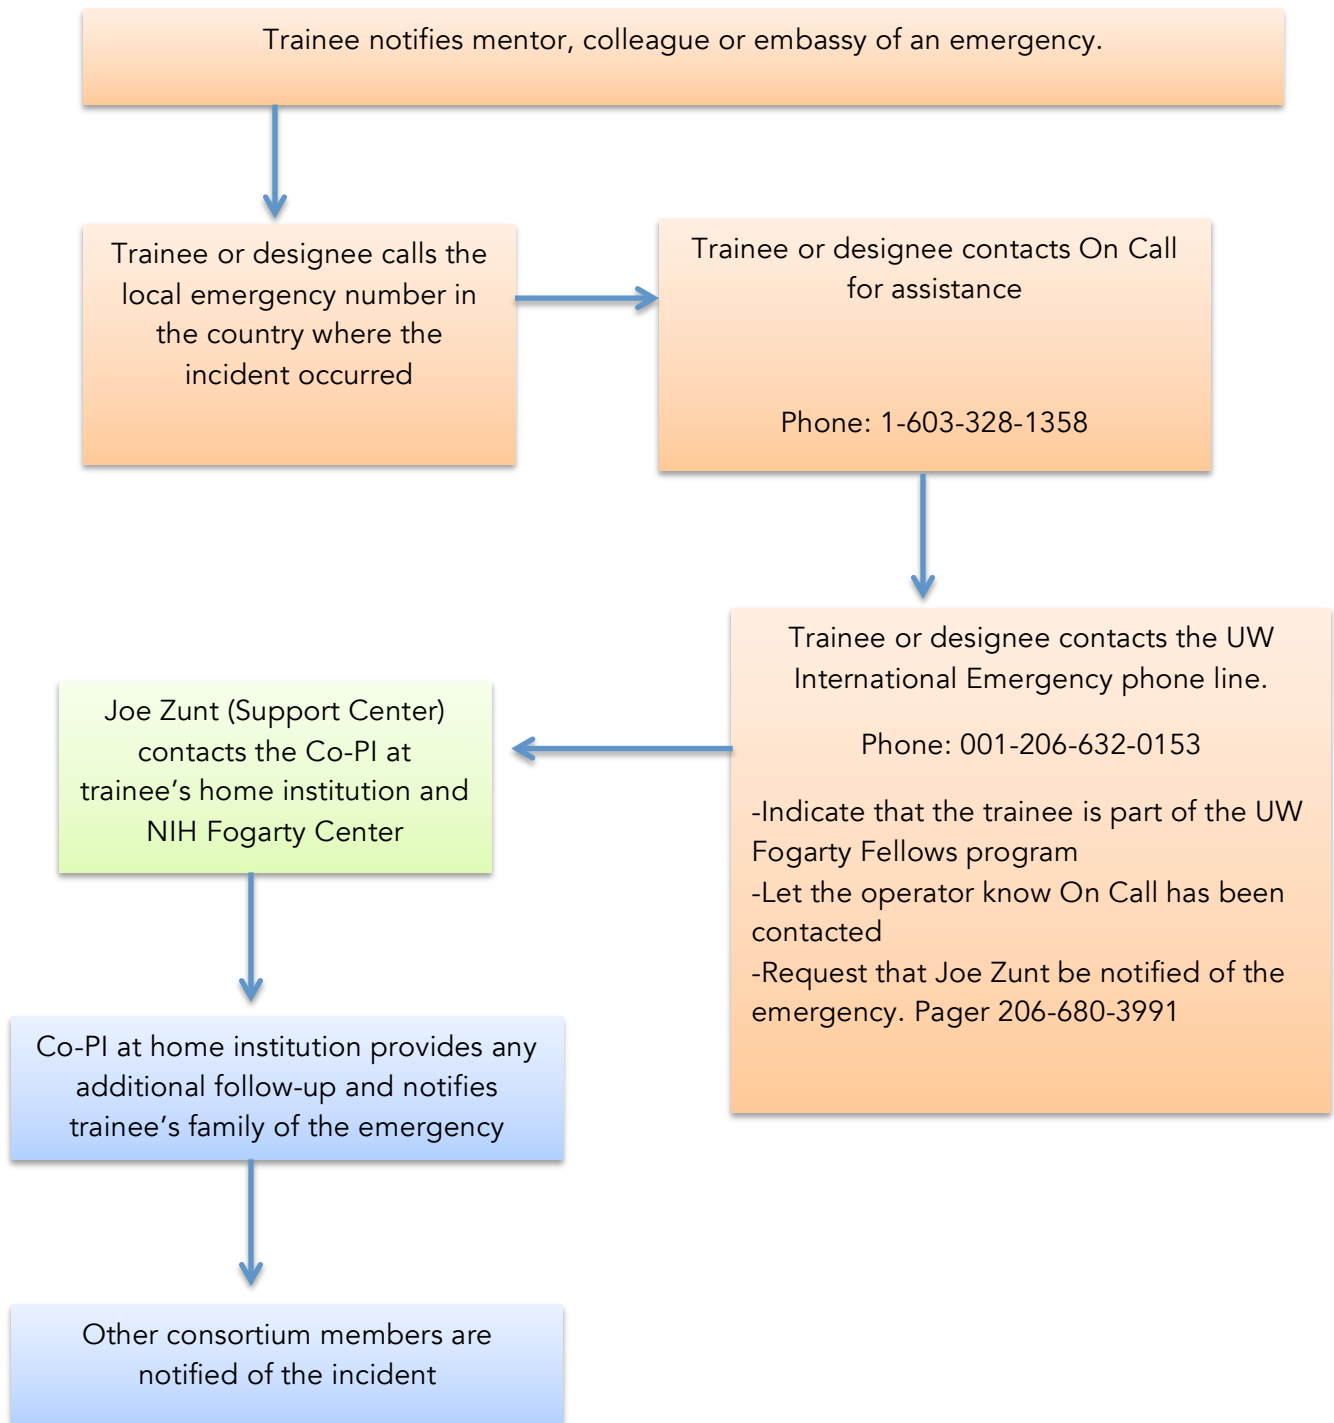 Trainee notifies mentor, colleague or embassy of an emergency.
Trainee or designee calls the
local emergency number in
the country where the
incident occurred
Trainee or designee contacts On Call
for assistance
Phone: 1-603-328-1358
Trainee or designee contacts the UW
International Emergency phone line.
Phone: 001-206-632-0153
-Indicate that the trainee is part of the UW
Fogarty Fellows program
-Let the operator know On Call has been
contacted
-Request that Joe Zunt be notified of the
emergency. Pager 206-680-3991
Joe Zunt (Support Center)
contacts the Co-PI at
trainee’s home institution and
NIH Fogarty Center
Co-PI at home institution provides any
additional follow-up and notifies
trainee’s family of the emergency
Other consortium members are
notified of the incident